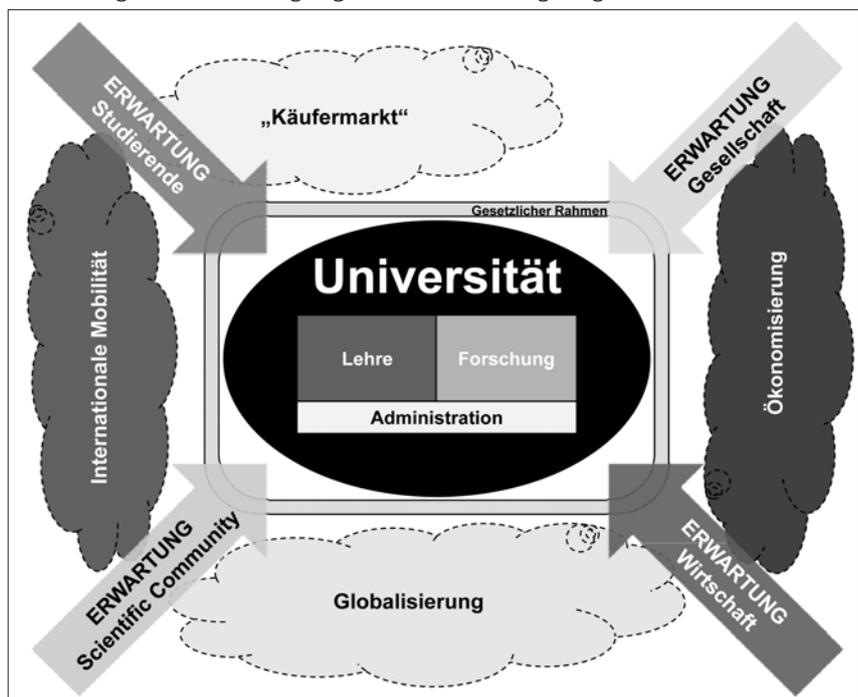 „Käufermarkt“
ERWARTUNG
Studierende
ERWARTUNG
Gesellschaft
Gesetzlicher Rahmen
Universität
Lehre
Forschung
Administration
Internationale Mobilität
Ökonomisierung
ERWARTUNG
Scientific Community
ERWARTUNG
Wirtschaft
Globalisierung